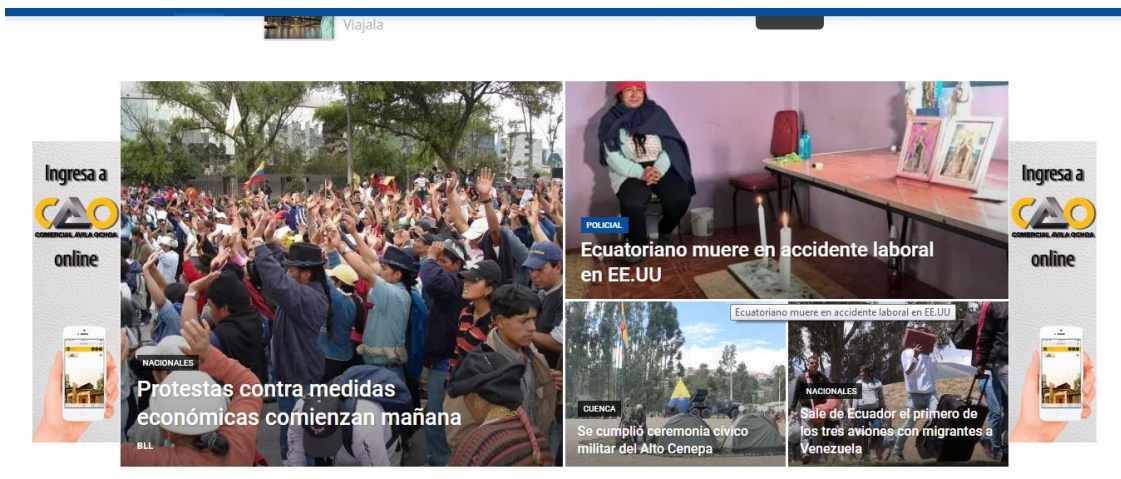 Viajala
Ingresa a
CAO
COMERCIAL AVILA OCHOA
online
NACIONALES
Protestas contra medidas
económicas comienzan mañana
BLL
POLICIAL
Ecuatoriano muere en accidente laboral
en EE.UU
Ecuatoriano muere en accidente laboral en EE.UU
CUENCA
Se cumplió ceremonia cívico
militar del Alto Cenepa
NACIONALES
Sale de Ecuador el primero de
los tres aviones con migrantes a
Venezuela
Ingresa a
CAO
COMERCIAL AVILA OCHOA
online